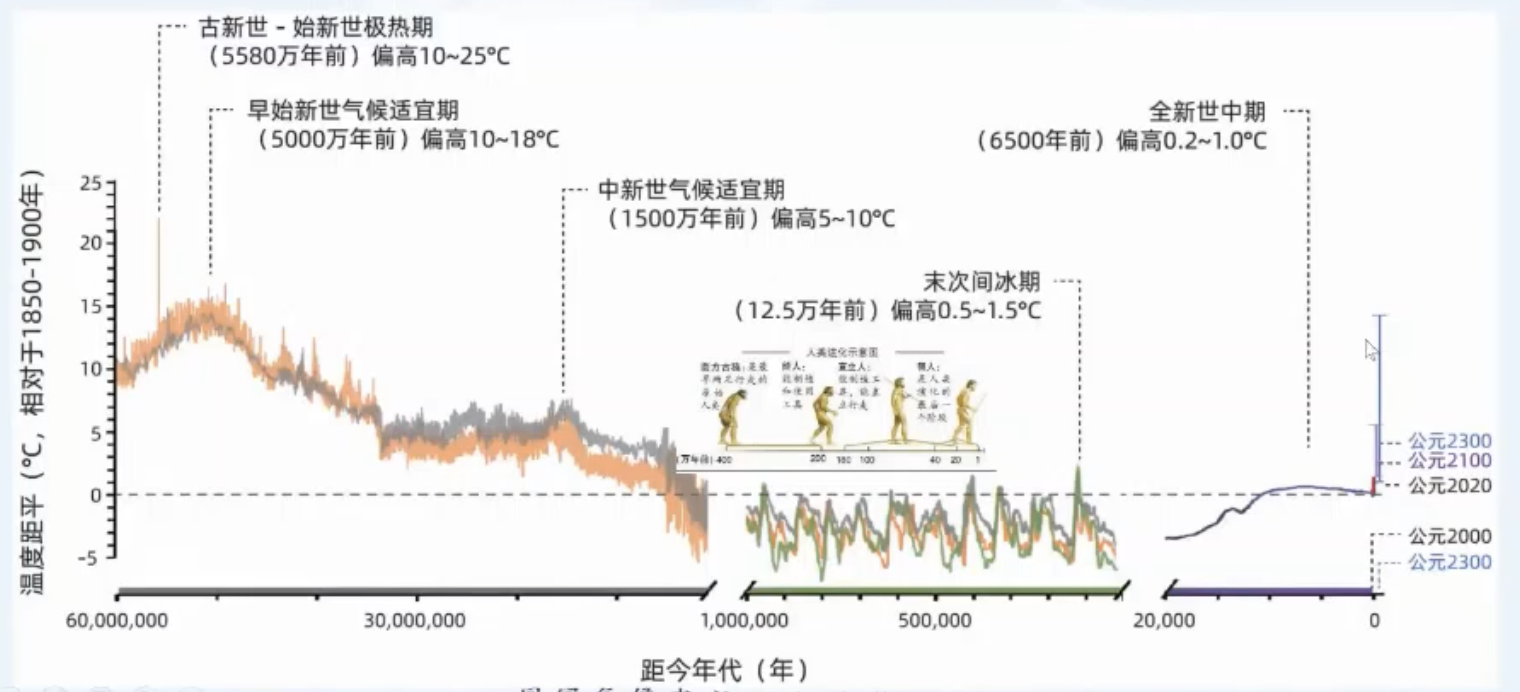 古新世 - 始新世极热期
（5580万年前）偏高10~25°C
早始新世气候适宜期
（5000万年前）偏高10~18°C
全新世中期
（6500年前）偏高0.2~1.0°C
中新世气候适宜期
（1500万年前）偏高5~10°C
末次间冰期
（12.5万年前）偏高0.5~1.5°C
人类进化示意图
南方古猿：是最
早两足行走的
原始
人类
能人：
能制造
和使用
工具
直立人：
能制造工
具，能直
立行走
智人：
是人类
进化的
最后一
个阶段
（万年前） 400 200 160 100 40 20 1
温度距平（°C，相对于1850-1900年）
25
20
15
10
5
0
-5
公元2300
公元2100
公元2020
公元2000
公元2300
60,000,000 30,000,000 1,000,000 500,000 20,000 0
距今年代（年）